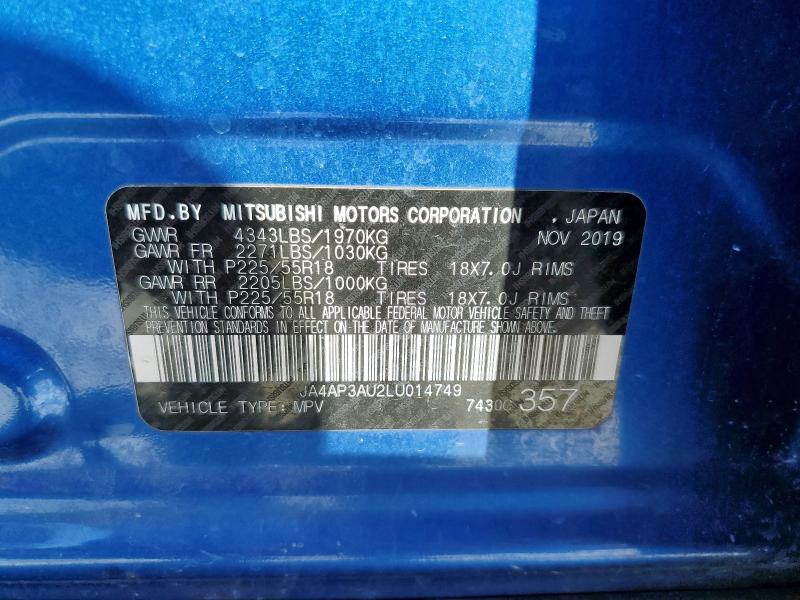 MFD.BY MITSUBISHI MOTORS CORPORATION , JAPAN
GVWR 4343LBS/1970KG NOV 2019
GAWR FR 2271LBS/1030KG
WITH P225/55R18 TIRES 18X7.0J RIMS
GAWR RR 2205LBS/1000KG
WITH P225/55R18 TIRES 18X7.0J RIMS
THIS VEHICLE CONFORMS TO ALL APPLICABLE FEDERAL MOTOR VEHICLE SAFETY AND THEFT
PREVENTION STANDARDS IN EFFECT ON THE DATE OF MANUFACTURE SHOWN ABOVE.
JA4AP3AU2LU014749
VEHICLE TYPE:MPV 7430C 357